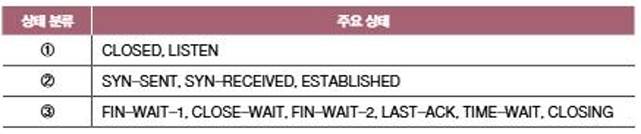 상태 분류 주요 상태
① CLOSED, LISTEN
② SYN-SENT, SYN-RECEIVED, ESTABLISHED
③ FIN-WAIT-1, CLOSE-WAIT, FIN-WAIT-2, LAST-ACK, TIME-WAIT, CLOSING